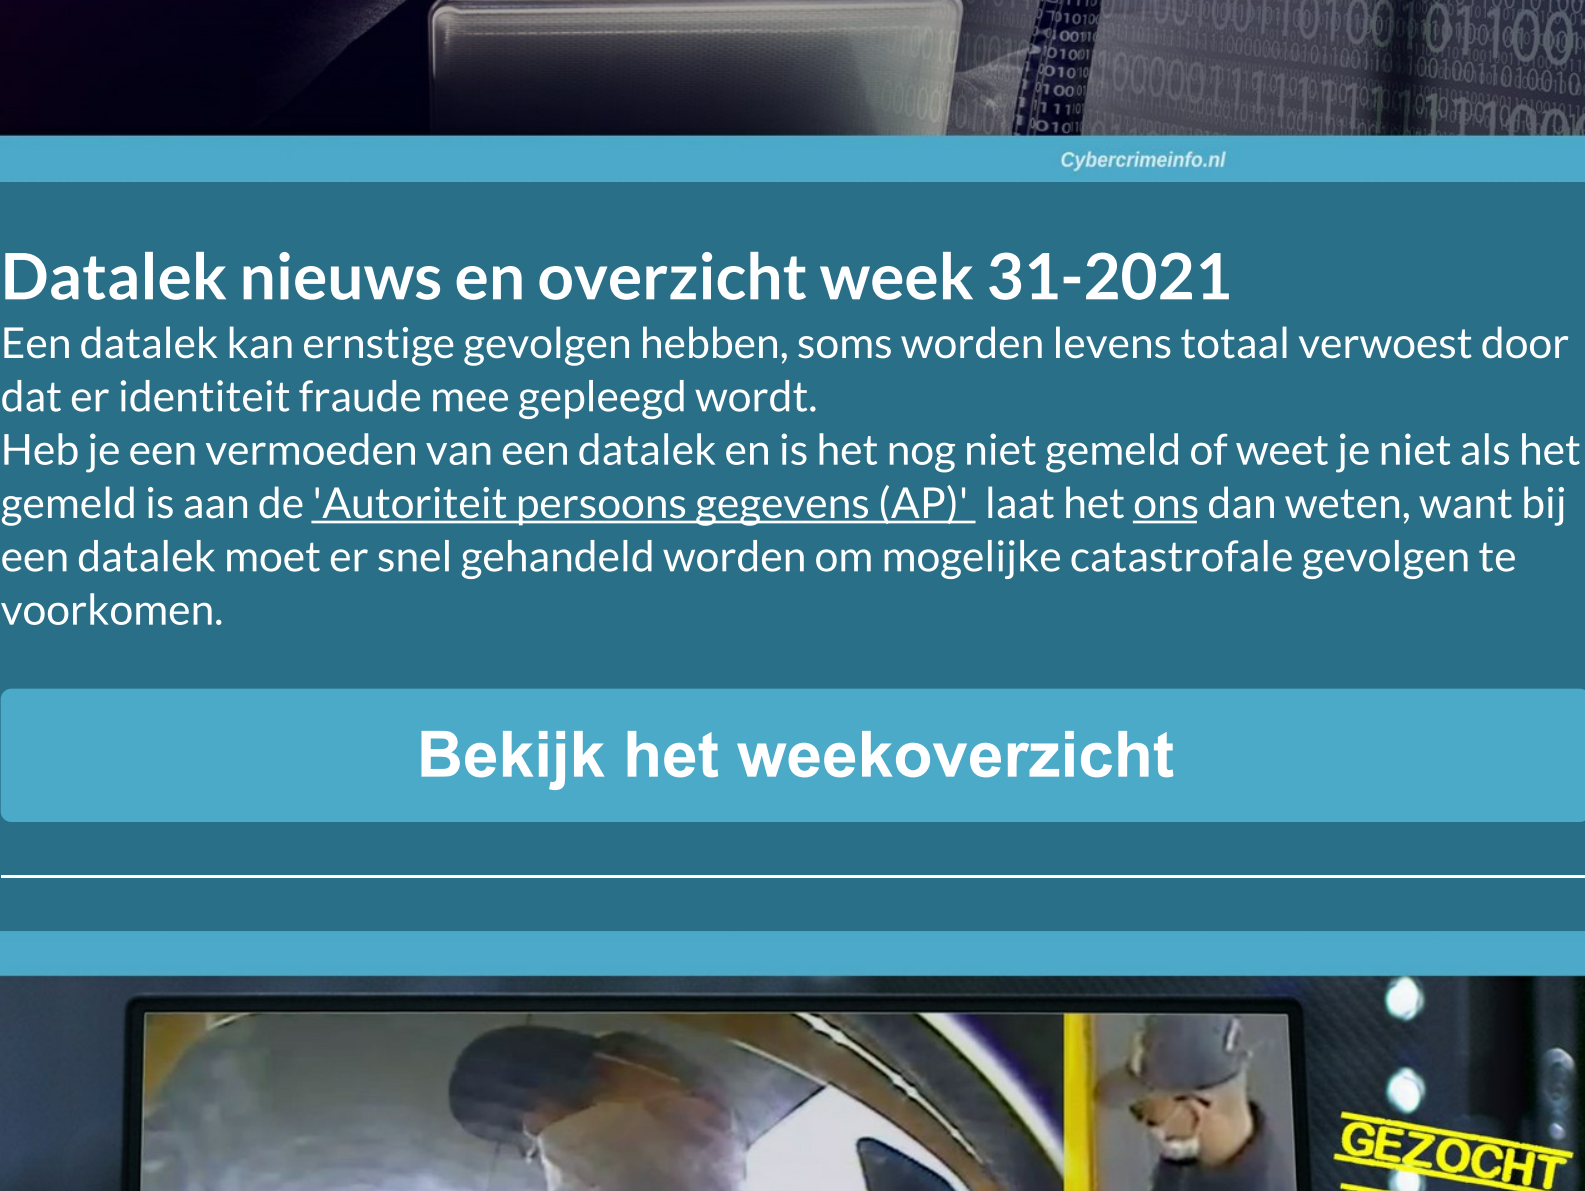 Cybercrimeinfo.nl
Datalek nieuws en overzicht week 31-2021
Een datalek kan ernstige gevolgen hebben, soms worden levens totaal verwoest door
dat er identiteit fraude mee gepleegd wordt.
Heb je een vermoeden van een datalek en is het nog niet gemeld of weet je niet als het
gemeld is aan de 'Autoriteit persoons gegevens (AP)' laat het ons dan weten, want bij
een datalek moet er snel gehandeld worden om mogelijke catastrofale gevolgen te
voorkomen.
Bekijk het weekoverzicht
GEZOCHT